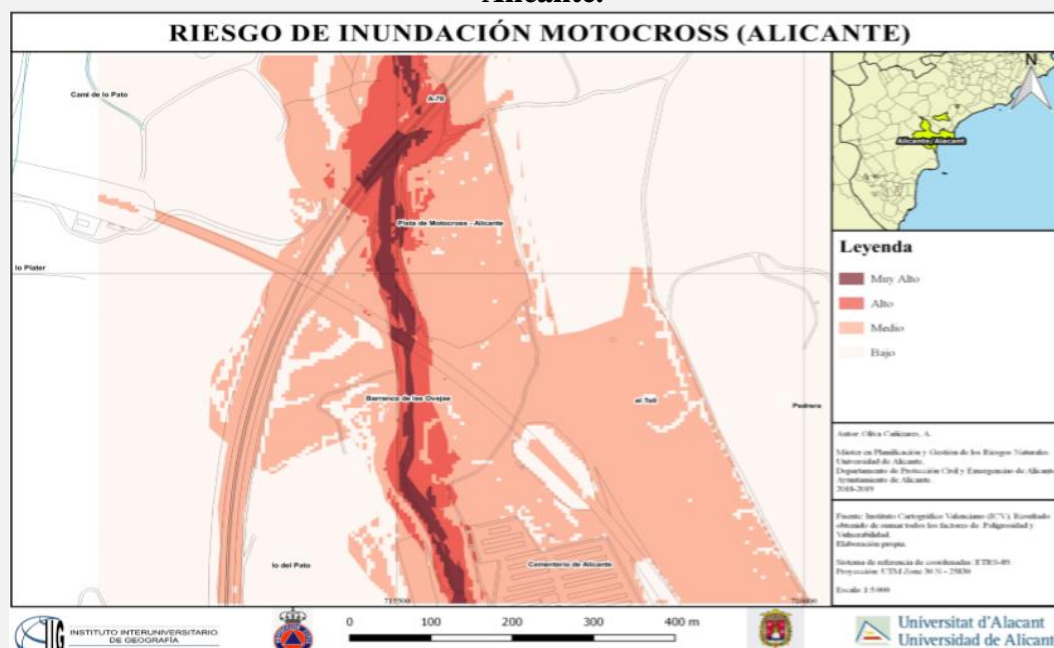 Alicante.
RIESGO DE INUNDACIÓN MOTOCROSS (ALICANTE)
N
Alicante/Alacant
Camí de lo Pato
A-70
Pista de Motocross - Alicante
lo Plater
Barranco de las Ovejas
el Toll
Pedrera
lo del Pato
Cementerio de Alicante
715500
Leyenda
Muy Alto
Alto
Medio
Bajo
Autor: Oliva Cañizares, A.
Máster en Planificación y Gestión de los Riesgos Naturales.
Universidad de Alicante.
Departamento de Protección Civil y Emergencias de Alicante
Ayuntamiento de Alicante.
2018-2019
Fuente: Instituto Cartográfico Valenciano (ICV). Resultado
obtenido de sumar todos los factores de: Peligrosidad y
Vulnerabilidad.
Elaboración propia.
Sistema de referencia de coordenadas: ETRS-89.
Proyección: UTM Zone 30 N - 25830
Escala: 1:5.000
IIG INSTITUTO INTERUNIVERSITARIO
DE GEOGRAFÍA
0 100 200 300 400 m
Universitat d'Alacant
Universidad de Alicant